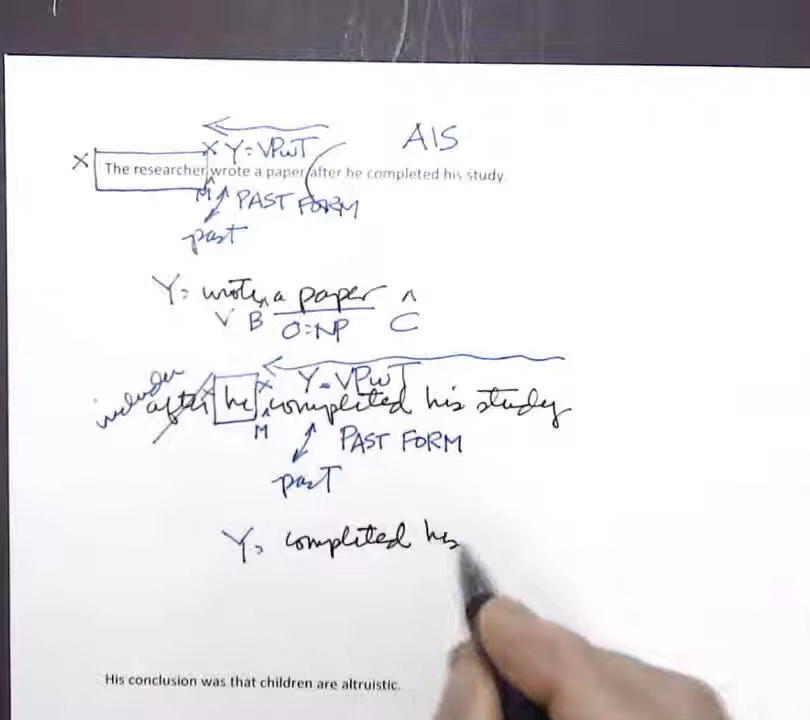 AIS
X Y=VPwT
X The researcher wrote a paper after he completed his study.
M PAST FORM
past
Y= wrote a paper ^
V B O=NP C
Y=VPwT
includer after he completed his study
M PAST FORM
past
Y= completed his
His conclusion was that children are altruistic.